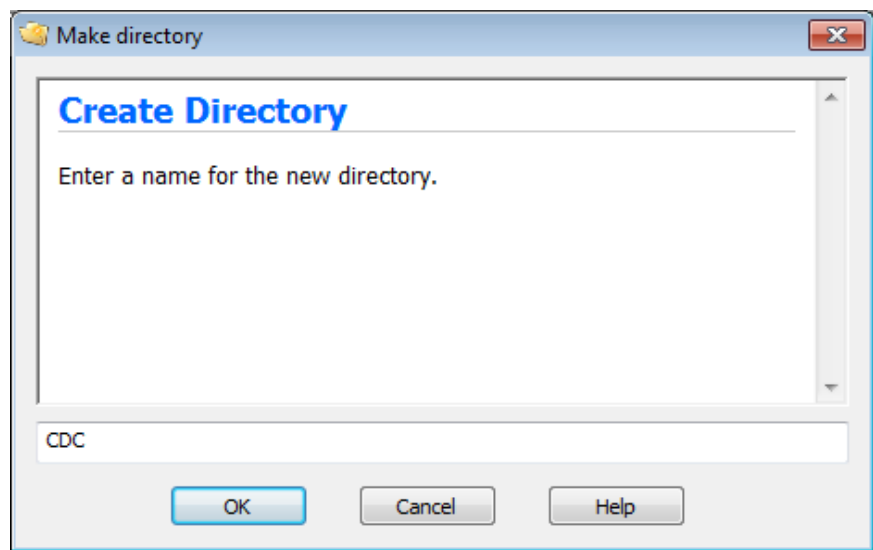 Make directory
Create Directory
Enter a name for the new directory.
CDC
OK Cancel Help